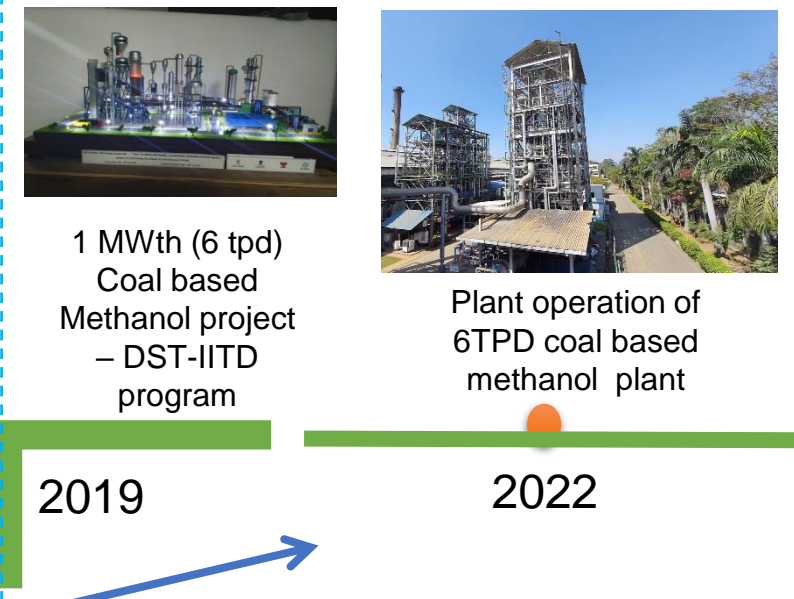 1 MWth (6 tpd)
Coal based
Methanol project
– DST-IITD
program
2019
Plant operation of
6TPD coal based
methanol plant
2022